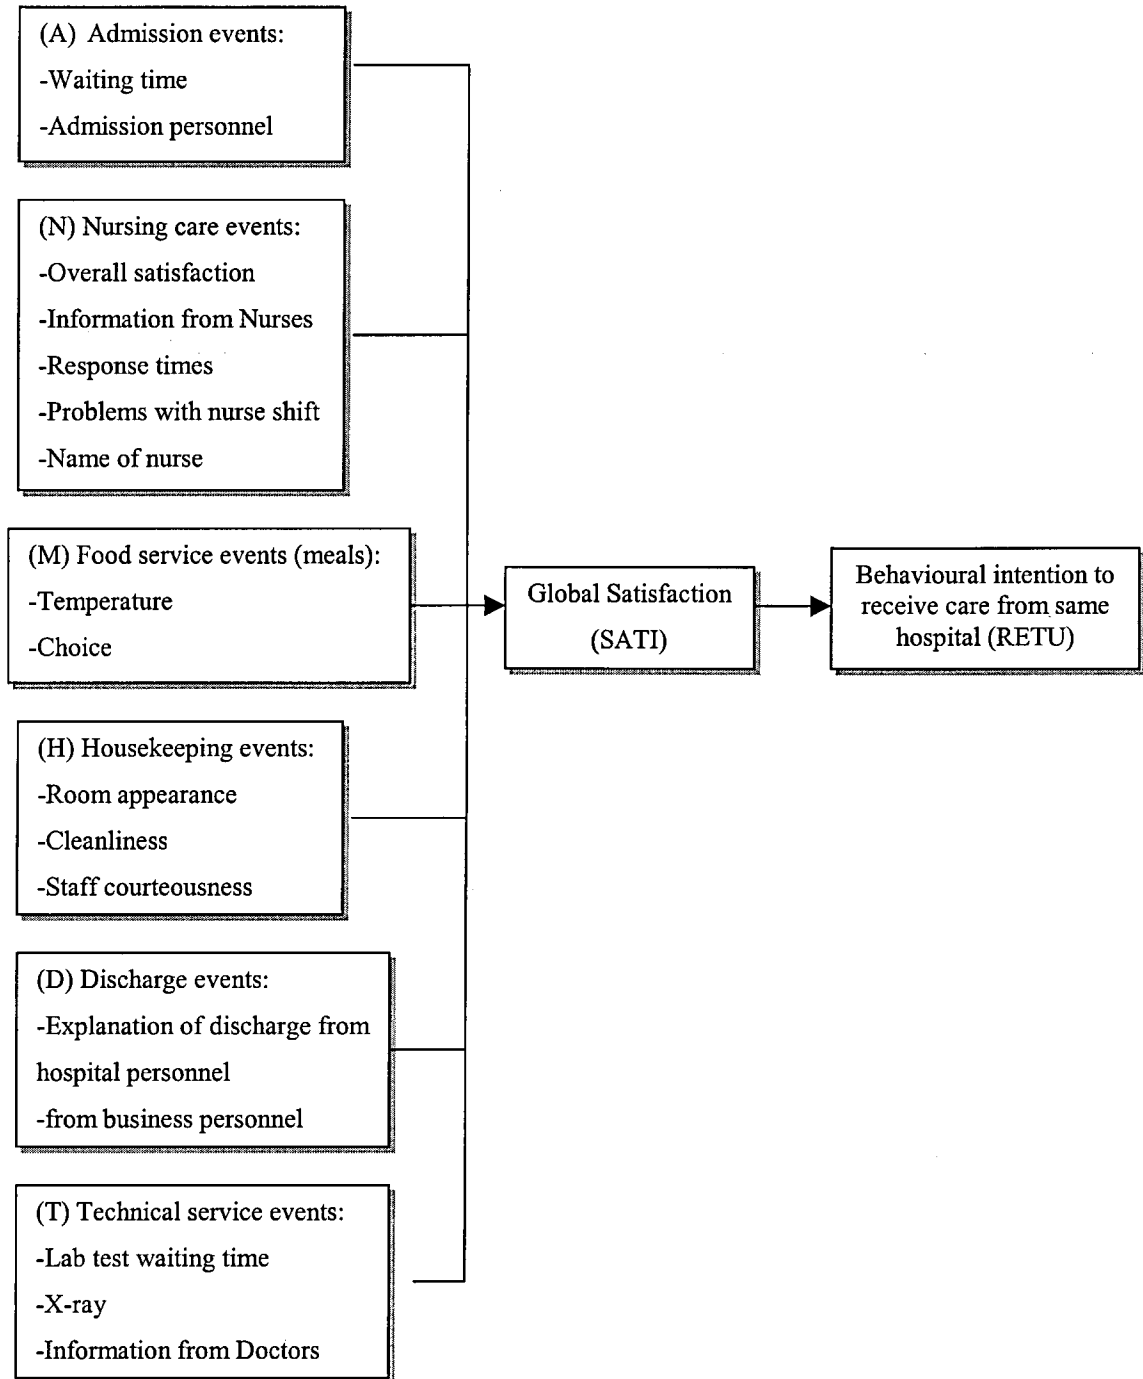 (A) Admission events:
-Waiting time
-Admission personnel
(N) Nursing care events:
-Overall satisfaction
-Information from Nurses
-Response times
-Problems with nurse shift
-Name of nurse
(M) Food service events (meals):
-Temperature
-Choice
Global Satisfaction
(SATI)
Behavioural intention to
receive care from same
hospital (RETU)
(H) Housekeeping events:
-Room appearance
-Cleanliness
-Staff courteousness
(D) Discharge events:
-Explanation of discharge from
hospital personnel
-from business personnel
(T) Technical service events:
-Lab test waiting time
-X-ray
-Information from Doctors